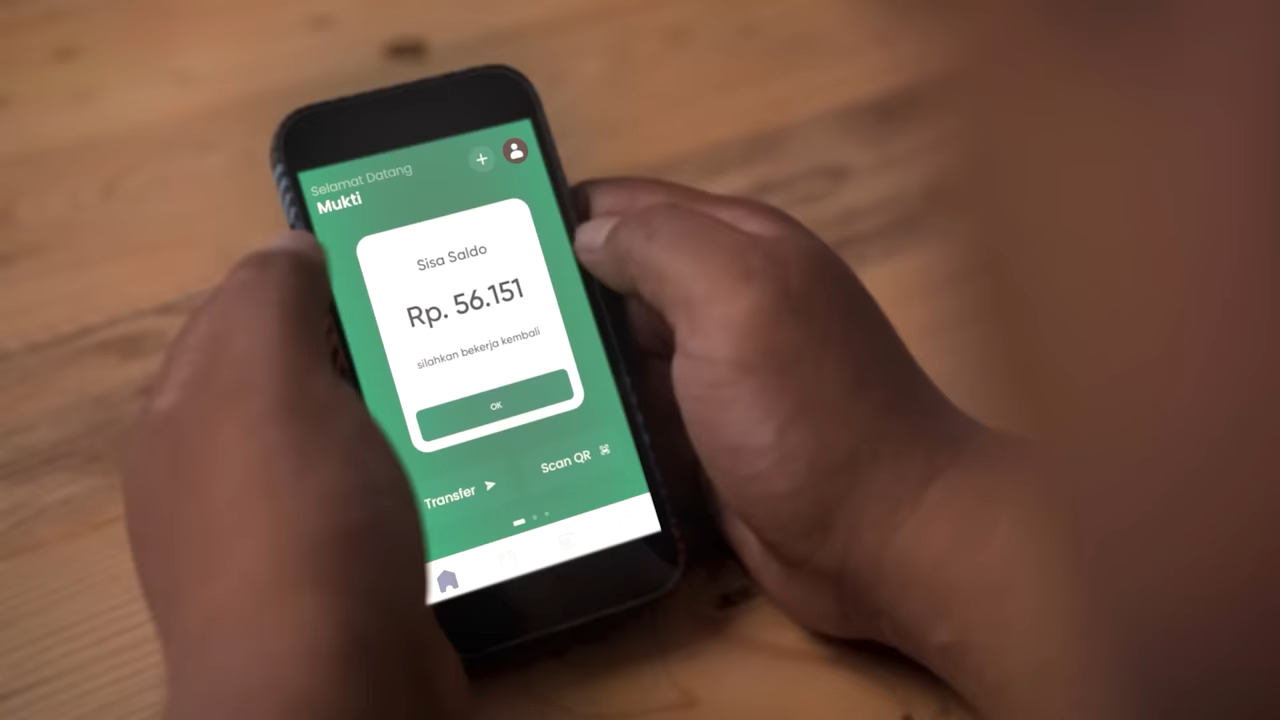 Selamat Datang
Mukti
Sisa Saldo
Rp. 56.151
silahkan bekerja kembali
OK
Transfer
Scan QR